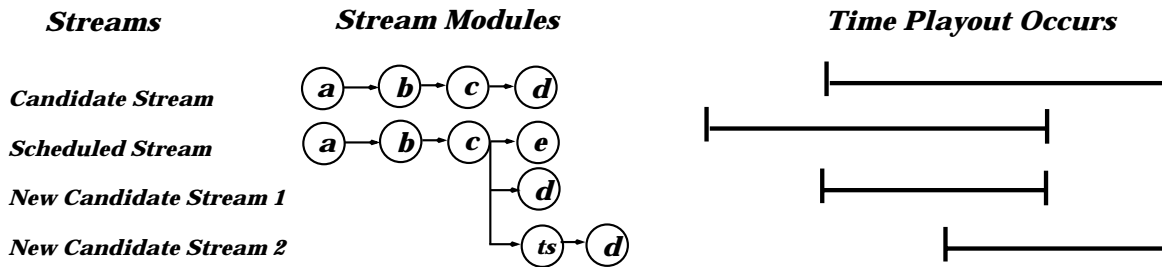 Streams Stream Modules Time Playout Occurs
Candidate Stream a b c d
Scheduled Stream a b c e
New Candidate Stream 1 d
New Candidate Stream 2 ts d